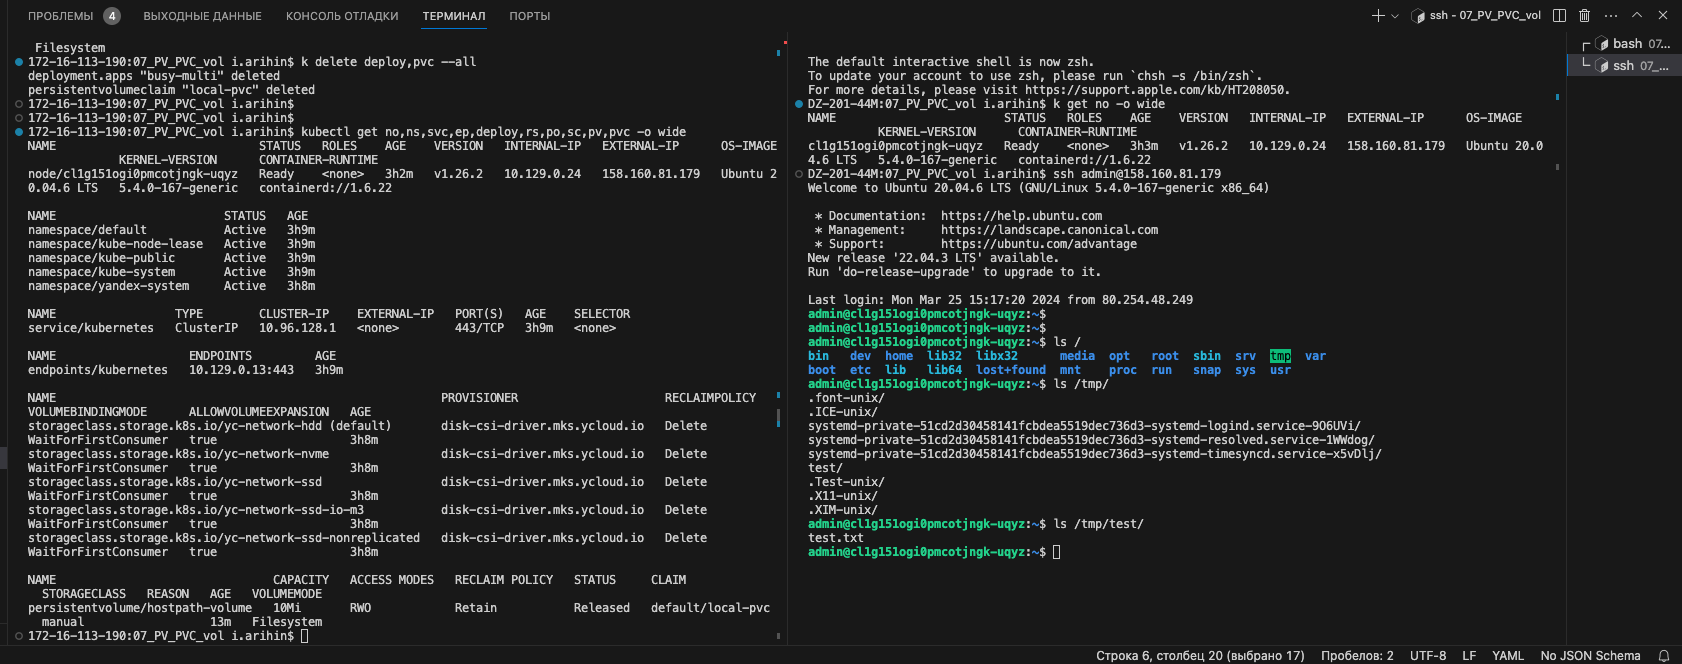 ПРОБЛЕМЫ 4 ВЫХОДНЫЕ ДАННЫЕ КОНСОЛЬ ОТЛАДКИ ТЕРМИНАЛ ПОРТЫ
ssh - 07_PV_PVC_vol
Filesystem
172-16-113-190:07_PV_PVC_vol i.arihin$ k delete deploy,pvc --all
deployment.apps "busy-multi" deleted
persistentvolumeclaim "local-pvc" deleted
172-16-113-190:07_PV_PVC_vol i.arihin$
172-16-113-190:07_PV_PVC_vol i.arihin$
172-16-113-190:07_PV_PVC_vol i.arihin$ kubectl get no,ns,svc,ep,deploy,rs,po,sc,pv,pvc -o wide
NAME STATUS ROLES AGE VERSION INTERNAL-IP EXTERNAL-IP OS-IMAGE
KERNEL-VERSION CONTAINER-RUNTIME
node/cl1g151ogi0pmcotjngk-uqyz Ready <none> 3h2m v1.26.2 10.129.0.24 158.160.81.179 Ubuntu 2
0.04.6 LTS 5.4.0-167-generic containerd://1.6.22
NAME STATUS AGE
namespace/default Active 3h9m
namespace/kube-node-lease Active 3h9m
namespace/kube-public Active 3h9m
namespace/kube-system Active 3h9m
namespace/yandex-system Active 3h8m
NAME TYPE CLUSTER-IP EXTERNAL-IP PORT(S) AGE SELECTOR
service/kubernetes ClusterIP 10.96.128.1 <none> 443/TCP 3h9m <none>
NAME ENDPOINTS AGE
endpoints/kubernetes 10.129.0.13:443 3h9m
NAME PROVISIONER RECLAIMPOLICY
VOLUMEBINDINGMODE ALLOWVOLUMEEXPANSION AGE
storageclass.storage.k8s.io/yc-network-hdd (default) disk-csi-driver.mks.ycloud.io Delete
WaitForFirstConsumer true 3h8m
storageclass.storage.k8s.io/yc-network-nvme disk-csi-driver.mks.ycloud.io Delete
WaitForFirstConsumer true 3h8m
storageclass.storage.k8s.io/yc-network-ssd disk-csi-driver.mks.ycloud.io Delete
WaitForFirstConsumer true 3h8m
storageclass.storage.k8s.io/yc-network-ssd-io-m3 disk-csi-driver.mks.ycloud.io Delete
WaitForFirstConsumer true 3h8m
storageclass.storage.k8s.io/yc-network-ssd-nonreplicated disk-csi-driver.mks.ycloud.io Delete
WaitForFirstConsumer true 3h8m
NAME CAPACITY ACCESS MODES RECLAIM POLICY STATUS CLAIM
STORAGECLASS REASON AGE VOLUMEMODE
persistentvolume/hostpath-volume 10Mi RWO Retain Released default/local-pvc
manual 13m Filesystem
172-16-113-190:07_PV_PVC_vol i.arihin$
The default interactive shell is now zsh.
To update your account to use zsh, please run `chsh -s /bin/zsh`.
For more details, please visit https://support.apple.com/kb/HT208050.
DZ-201-44M:07_PV_PVC_vol i.arihin$ k get no -o wide
NAME STATUS ROLES AGE VERSION INTERNAL-IP EXTERNAL-IP OS-IMAGE
KERNEL-VERSION CONTAINER-RUNTIME
cl1g151ogi0pmcotjngk-uqyz Ready <none> 3h3m v1.26.2 10.129.0.24 158.160.81.179 Ubuntu 20.0
4.6 LTS 5.4.0-167-generic containerd://1.6.22
DZ-201-44M:07_PV_PVC_vol i.arihin$ ssh admin@158.160.81.179
Welcome to Ubuntu 20.04.6 LTS (GNU/Linux 5.4.0-167-generic x86_64)
* Documentation: https://help.ubuntu.com
* Management: https://landscape.canonical.com
* Support: https://ubuntu.com/advantage
New release '22.04.3 LTS' available.
Run 'do-release-upgrade' to upgrade to it.
Last login: Mon Mar 25 15:17:20 2024 from 80.254.48.249
admin@cl1g151ogi0pmcotjngk-uqyz:~$
admin@cl1g151ogi0pmcotjngk-uqyz:~$
admin@cl1g151ogi0pmcotjngk-uqyz:~$ ls /
bin dev home lib32 libx32 media opt root sbin srv tmp var
boot etc lib lib64 lost+found mnt proc run snap sys usr
admin@cl1g151ogi0pmcotjngk-uqyz:~$ ls /tmp/
.font-unix/
.ICE-unix/
systemd-private-51cd2d30458141fcbdea5519dec736d3-systemd-logind.service-9O6UVi/
systemd-private-51cd2d30458141fcbdea5519dec736d3-systemd-resolved.service-1WWdog/
systemd-private-51cd2d30458141fcbdea5519dec736d3-systemd-timesyncd.service-x5vDlj/
test/
.Test-unix/
.X11-unix/
.XIM-unix/
admin@cl1g151ogi0pmcotjngk-uqyz:~$ ls /tmp/test/
test.txt
admin@cl1g151ogi0pmcotjngk-uqyz:~$
bash 07...
ssh 07_...
Строка 6, столбец 20 (выбрано 17) Пробелов: 2 UTF-8 LF YAML No JSON Schema